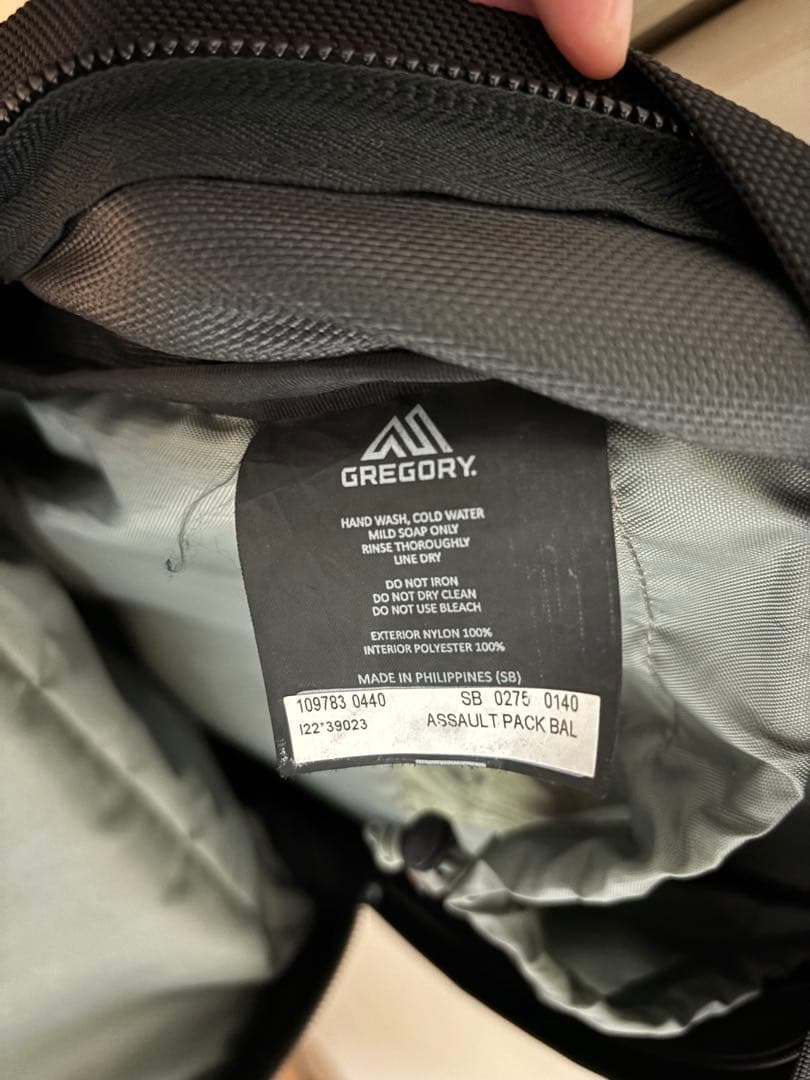 GREGORY.
HAND WASH, COLD WATER
MILD SOAP ONLY
RINSE THOROUGHLY
LINE DRY
DO NOT IRON
DO NOT DRY CLEAN
DO NOT USE BLEACH
EXTERIOR NYLON 100%
INTERIOR POLYESTER 100%
MADE IN PHILIPPINES (SB)
109783 0440 SB 0275 0140
I22*39023 ASSAULT PACK BAL